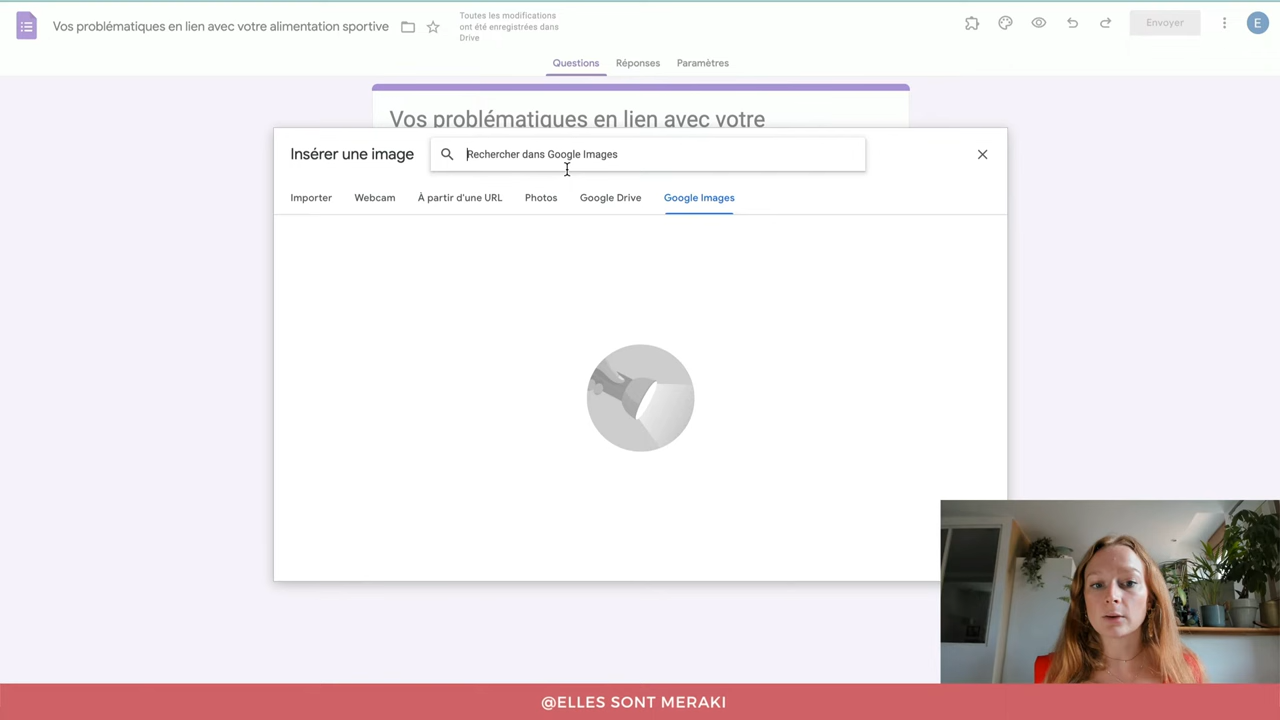 Vos problématiques en lien avec votre alimentation sportive
Toutes les modifications
ont été enregistrées dans
Drive
Envoyer
E
Questions
Réponses
Paramètres
Vos problématiques en lien avec votre
Insérer une image
Rechercher dans Google Images
Importer
Webcam
À partir d'une URL
Photos
Google Drive
Google Images
@ELLES SONT MERAKI